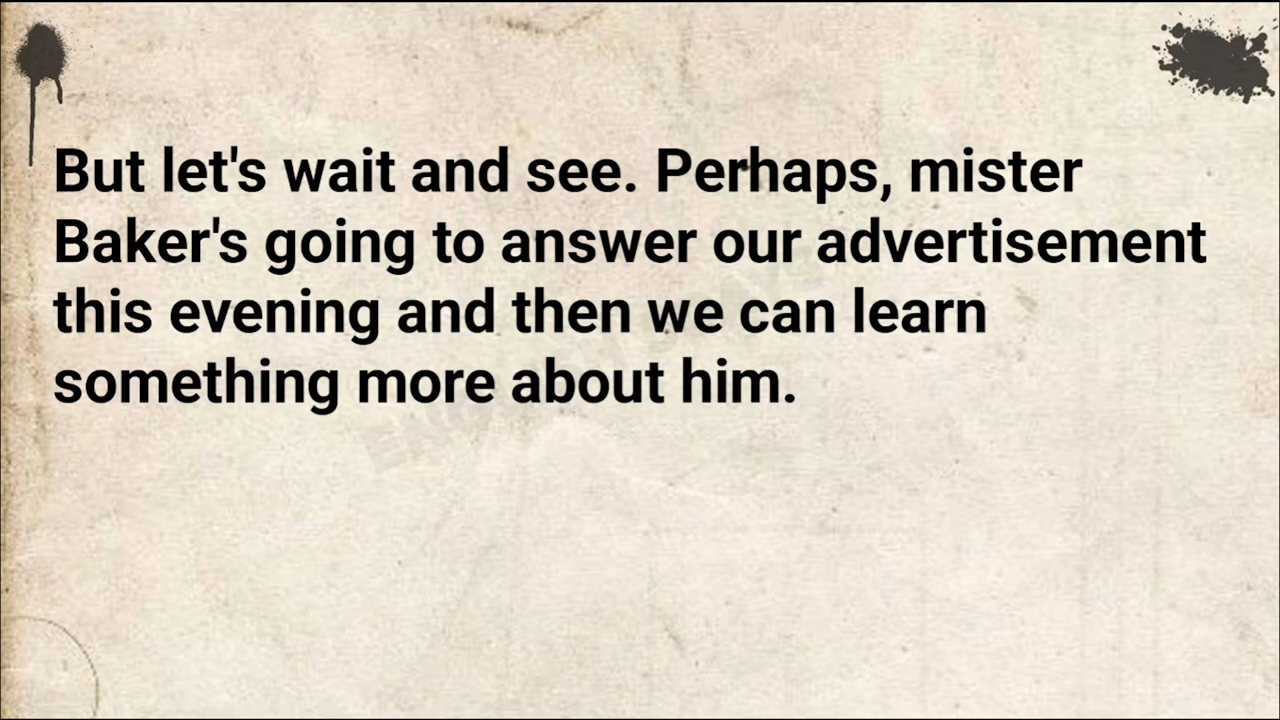 But let's wait and see. Perhaps, mister
Baker's going to answer our advertisement
this evening and then we can learn
something more about him.